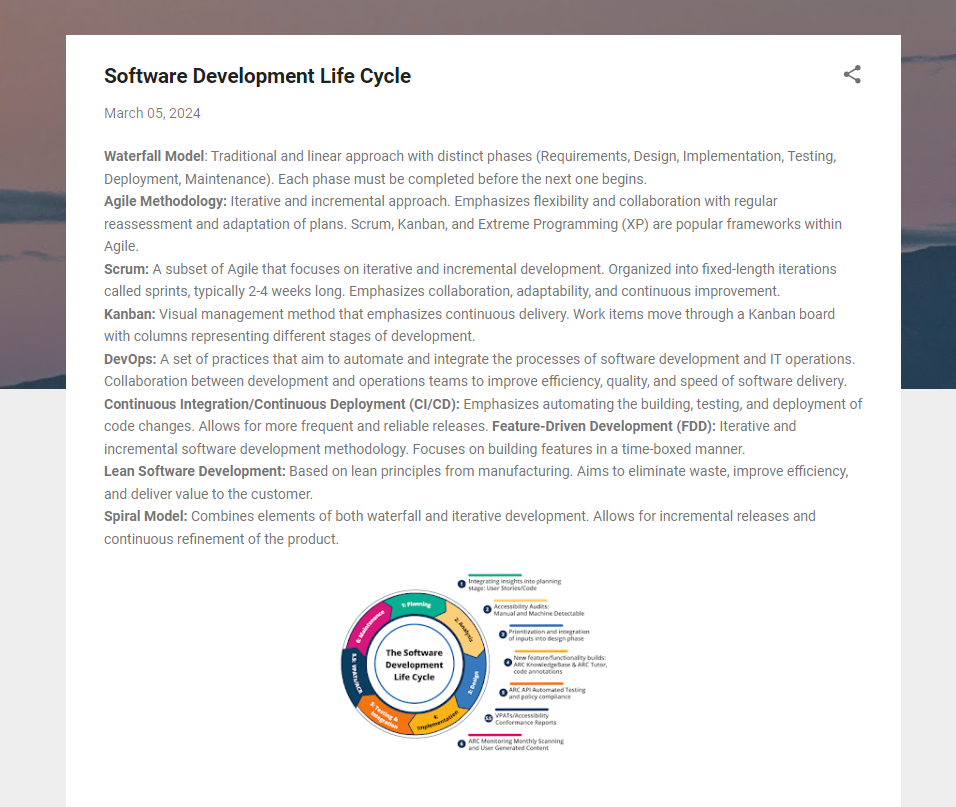 Software Development Life Cycle
March 05, 2024
Waterfall Model: Traditional and linear approach with distinct phases (Requirements, Design, Implementation, Testing,
Deployment, Maintenance). Each phase must be completed before the next one begins.
Agile Methodology: Iterative and incremental approach. Emphasizes flexibility and collaboration with regular
reassessment and adaptation of plans. Scrum, Kanban, and Extreme Programming (XP) are popular frameworks within
Agile.
Scrum: A subset of Agile that focuses on iterative and incremental development. Organized into fixed-length iterations
called sprints, typically 2-4 weeks long. Emphasizes collaboration, adaptability, and continuous improvement.
Kanban: Visual management method that emphasizes continuous delivery. Work items move through a Kanban board
with columns representing different stages of development.
DevOps: A set of practices that aim to automate and integrate the processes of software development and IT operations.
Collaboration between development and operations teams to improve efficiency, quality, and speed of software delivery.
Continuous Integration/Continuous Deployment (CI/CD): Emphasizes automating the building, testing, and deployment of
code changes. Allows for more frequent and reliable releases. Feature-Driven Development (FDD): Iterative and
incremental software development methodology. Focuses on building features in a time-boxed manner.
Lean Software Development: Based on lean principles from manufacturing. Aims to eliminate waste, improve efficiency,
and deliver value to the customer.
Spiral Model: Combines elements of both waterfall and iterative development. Allows for incremental releases and
continuous refinement of the product.
The Software
Development
Life Cycle
1: Planning
2: Analysis
3: Design
4:
Implementation
5: Testing &
Integration
5.5: VPATs/ACR
6: Maintenance
1 Integrating insights into planning
stage: User Stories/Code
2 Accessibility Audits:
Manual and Machine Detectable
3 Prioritization and integration
of inputs into design phase
4 New feature/functionality builds:
ARC KnowledgeBase & ARC Tutor,
code annotations
5 ARC API Automated Testing
and policy compliance
5.5 VPATs/Accessibility
Conformance Reports
6 ARC Monitoring Monthly Scanning
and User Generated Content